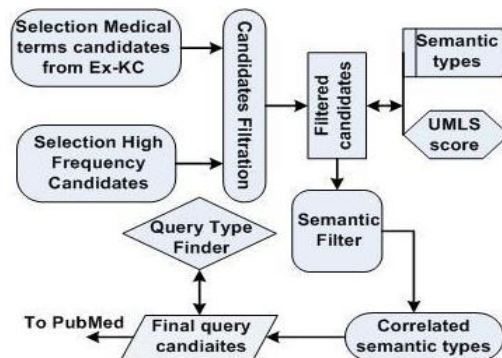 Selection Medical
terms candidates
from Ex-KC
Candidates Filtration
Filtered
candidates
Semantic
types
UMLS
score
Selection High
Frequency
Candidates
Semantic
Filter
Query Type
Finder
To PubMed
Final query
candiaites
Correlated
semantic types